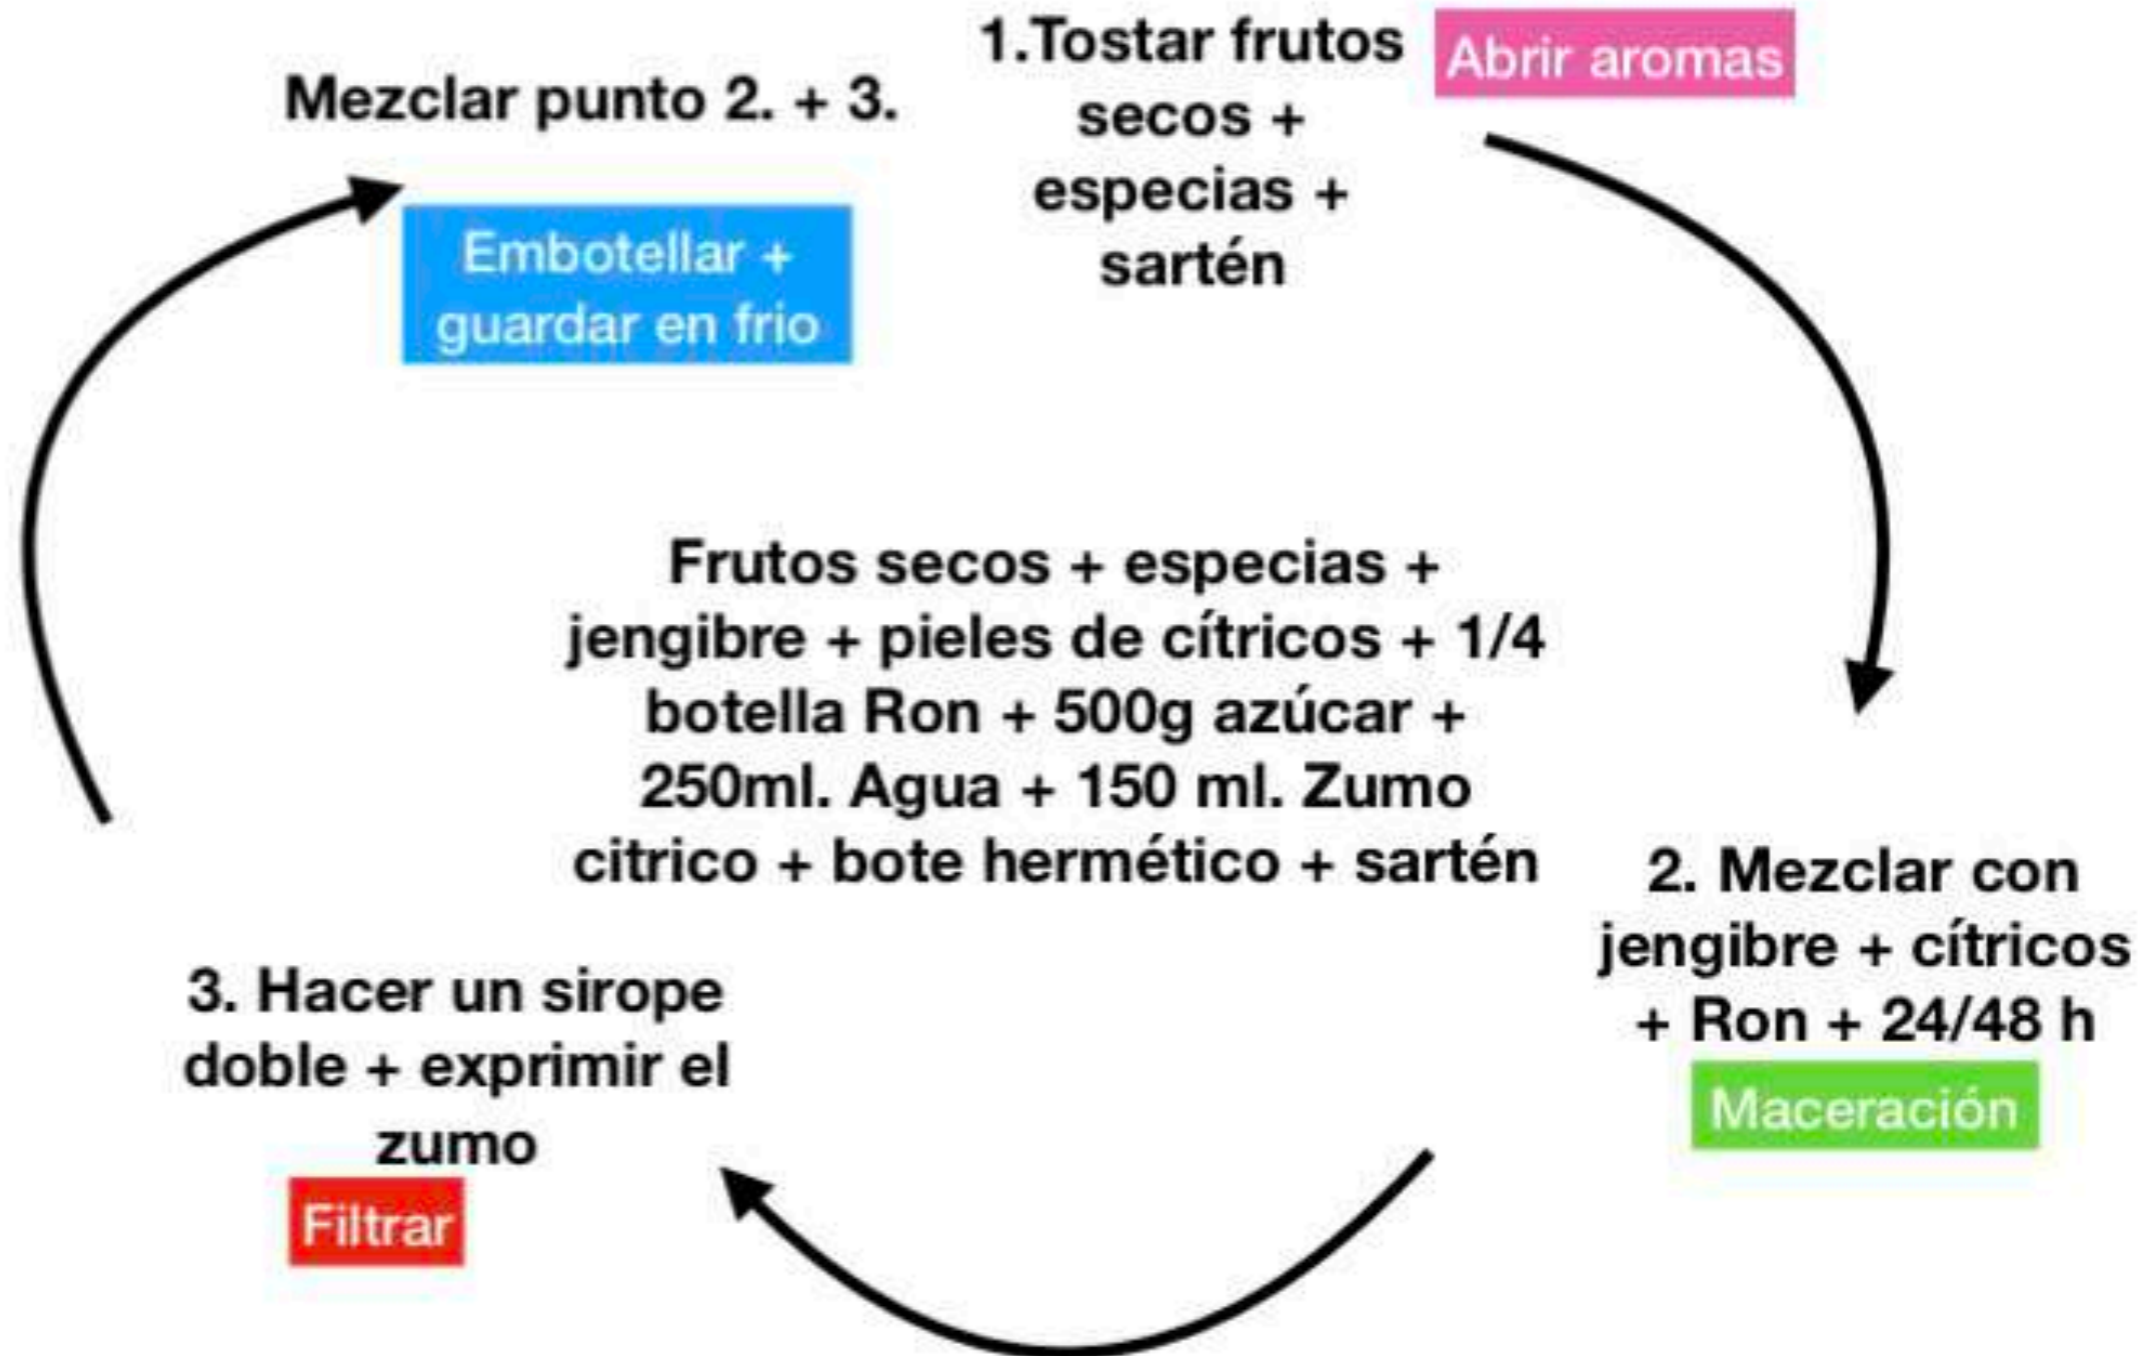 1.Tostar frutos
secos +
especias +
sartén
Abrir aromas
2. Mezclar con
jengibre + cítricos
+ Ron + 24/48 h
Maceración
3. Hacer un sirope
doble + exprimir el
zumo
Filtrar
Mezclar punto 2. + 3.
Embotellar +
guardar en frio
Frutos secos + especias +
jengibre + pieles de cítricos + 1/4
botella Ron + 500g azúcar +
250ml. Agua + 150 ml. Zumo
citrico + bote hermético + sartén